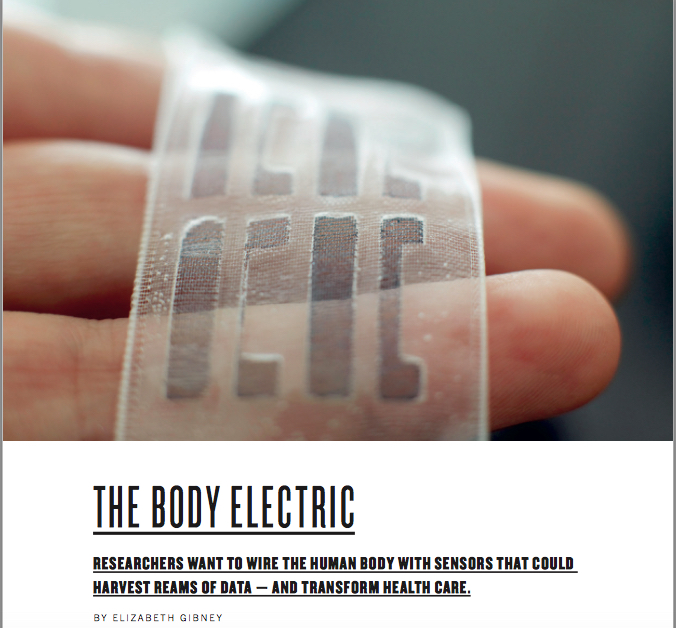 THE BODY ELECTRIC
RESEARCHERS WANT TO WIRE THE HUMAN BODY WITH SENSORS THAT COULD
HARVEST REAMS OF DATA — AND TRANSFORM HEALTH CARE.
BY ELIZABETH GIBNEY